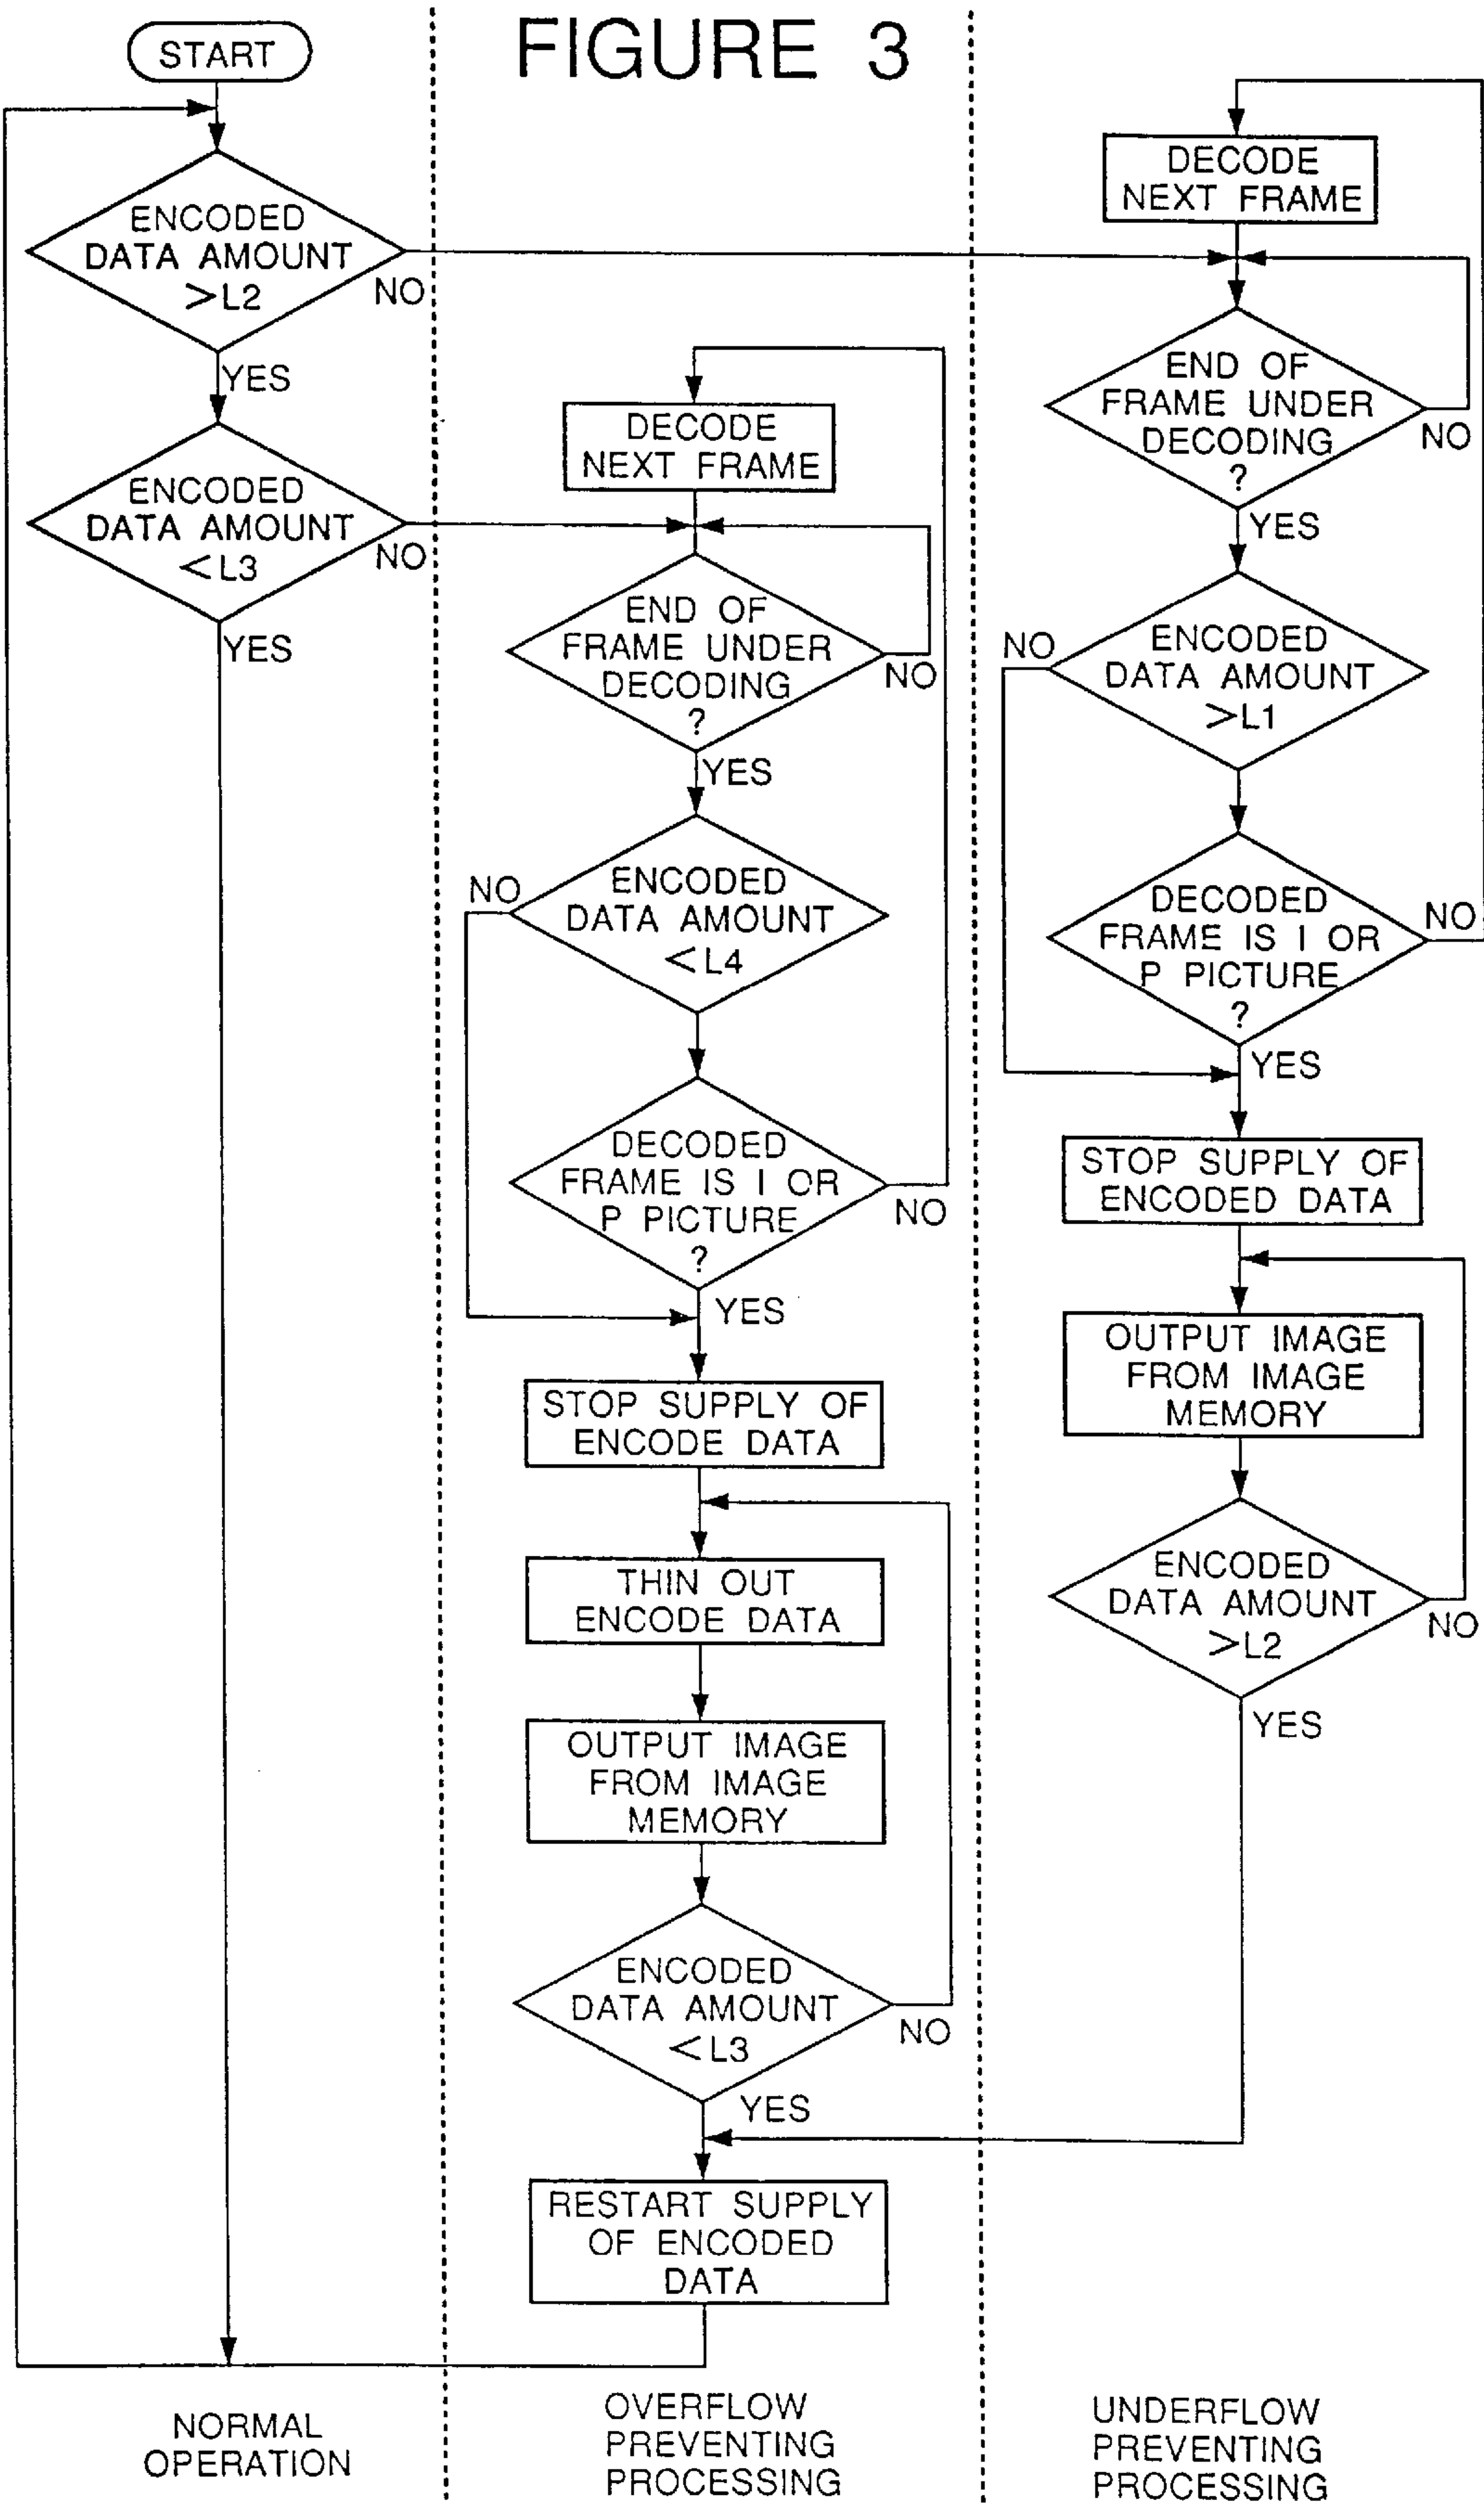 FIGURE 3
START
ENCODED
DATA AMOUNT
>L2
NO
YES
ENCODED
DATA AMOUNT
<L3
NO
YES
NORMAL
OPERATION
DECODE
NEXT FRAME
END OF
FRAME UNDER
DECODING
?
NO
YES
ENCODED
DATA AMOUNT
<L4
NO
DECODED
FRAME IS I OR
P PICTURE
?
NO
YES
STOP SUPPLY OF
ENCODE DATA
THIN OUT
ENCODE DATA
OUTPUT IMAGE
FROM IMAGE
MEMORY
ENCODED
DATA AMOUNT
<L3
NO
YES
RESTART SUPPLY
OF ENCODED
DATA
OVERFLOW
PREVENTING
PROCESSING
DECODE
NEXT FRAME
END OF
FRAME UNDER
DECODING
?
NO
YES
NO
ENCODED
DATA AMOUNT
>L1
DECODED
FRAME IS I OR
P PICTURE
?
NO
YES
STOP SUPPLY OF
ENCODED DATA
OUTPUT IMAGE
FROM IMAGE
MEMORY
ENCODED
DATA AMOUNT
>L2
NO
YES
UNDERFLOW
PREVENTING
PROCESSING